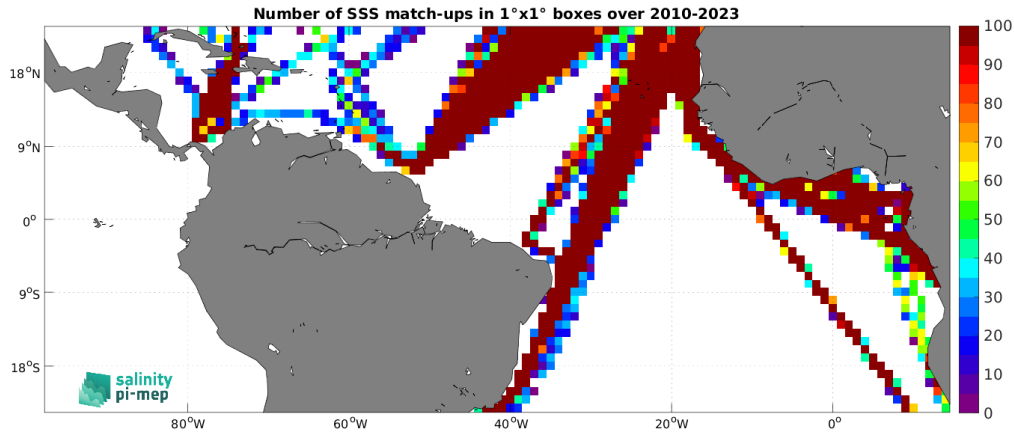 Number of SSS match-ups in 1°x1° boxes over 2010-2023
18°N
9°N
0°
9°S
18°S
80°W
60°W
40°W
20°W
0°
100
90
80
70
60
50
40
30
20
10
0
salinity
pi-mep